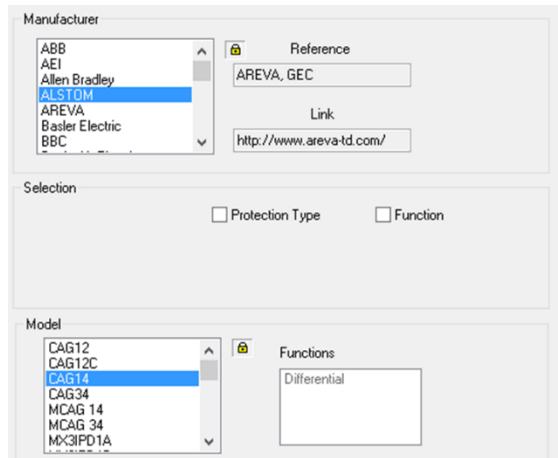 Manufacturer
ABB
AEI
Allen Bradley
ALSTOM
AREVA
Basler Electric
BBC
Reference
AREVA, GEC
Link
http://www.areva-td.com/
Selection
Protection Type
Function
Model
CAG12
CAG12C
CAG14
CAG34
MCAG 14
MCAG 34
MX3IPD1A
Functions
Differential